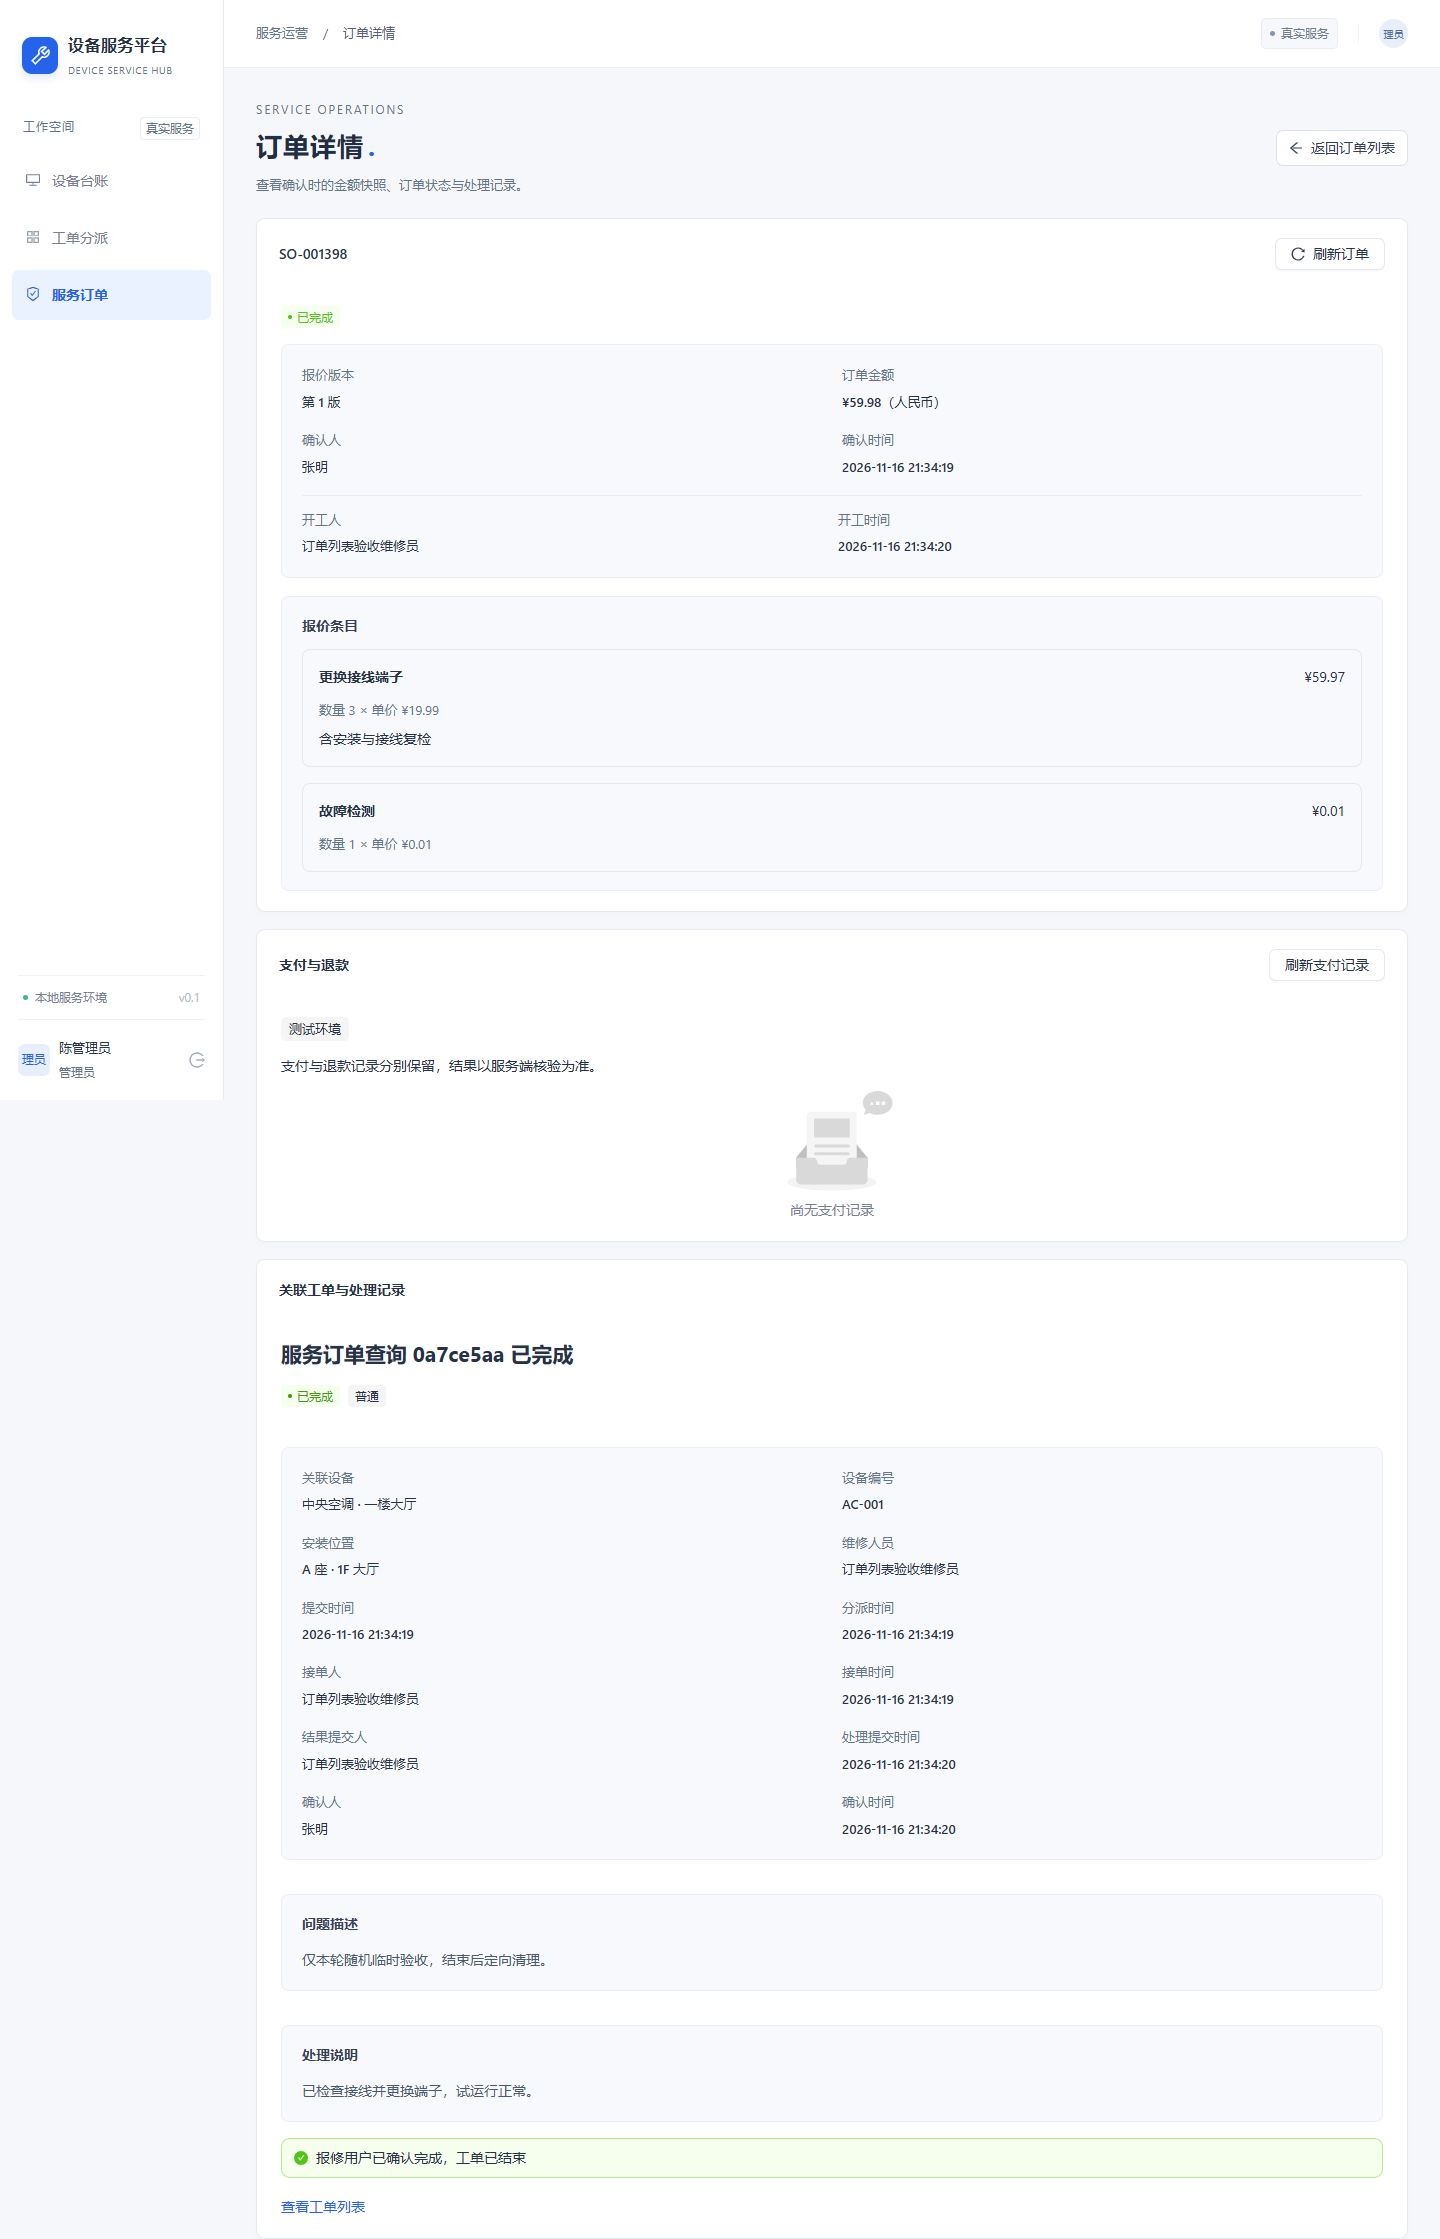 设备服务平台
DEVICE SERVICE HUB
工作空间
真实服务
设备台账
工单分派
服务订单
本地服务环境
v0.1
理员
陈管理员
管理员
服务运营 / 订单详情
真实服务
理员
SERVICE OPERATIONS
订单详情.
查看确认时的金额快照、订单状态与处理记录。
返回订单列表
SO-001398
刷新订单
已完成
报价版本
第 1 版
订单金额
¥59.98（人民币）
确认人
张明
确认时间
2026-11-16 21:34:19
开工人
订单列表验收维修员
开工时间
2026-11-16 21:34:20
报价条目
更换接线端子
¥59.97
数量 3 × 单价 ¥19.99
含安装与接线复检
故障检测
¥0.01
数量 1 × 单价 ¥0.01
支付与退款
刷新支付记录
测试环境
支付与退款记录分别保留，结果以服务端核验为准。
尚无支付记录
关联工单与处理记录
服务订单查询 0a7ce5aa 已完成
已完成
普通
关联设备
中央空调 · 一楼大厅
设备编号
AC-001
安装位置
A 座 · 1F 大厅
维修人员
订单列表验收维修员
提交时间
2026-11-16 21:34:19
分派时间
2026-11-16 21:34:19
接单人
订单列表验收维修员
接单时间
2026-11-16 21:34:19
结果提交人
订单列表验收维修员
处理提交时间
2026-11-16 21:34:20
确认人
张明
确认时间
2026-11-16 21:34:20
问题描述
仅本轮随机临时验收，结束后定向清理。
处理说明
已检查接线并更换端子，试运行正常。
报修用户已确认完成，工单已结束
查看工单列表